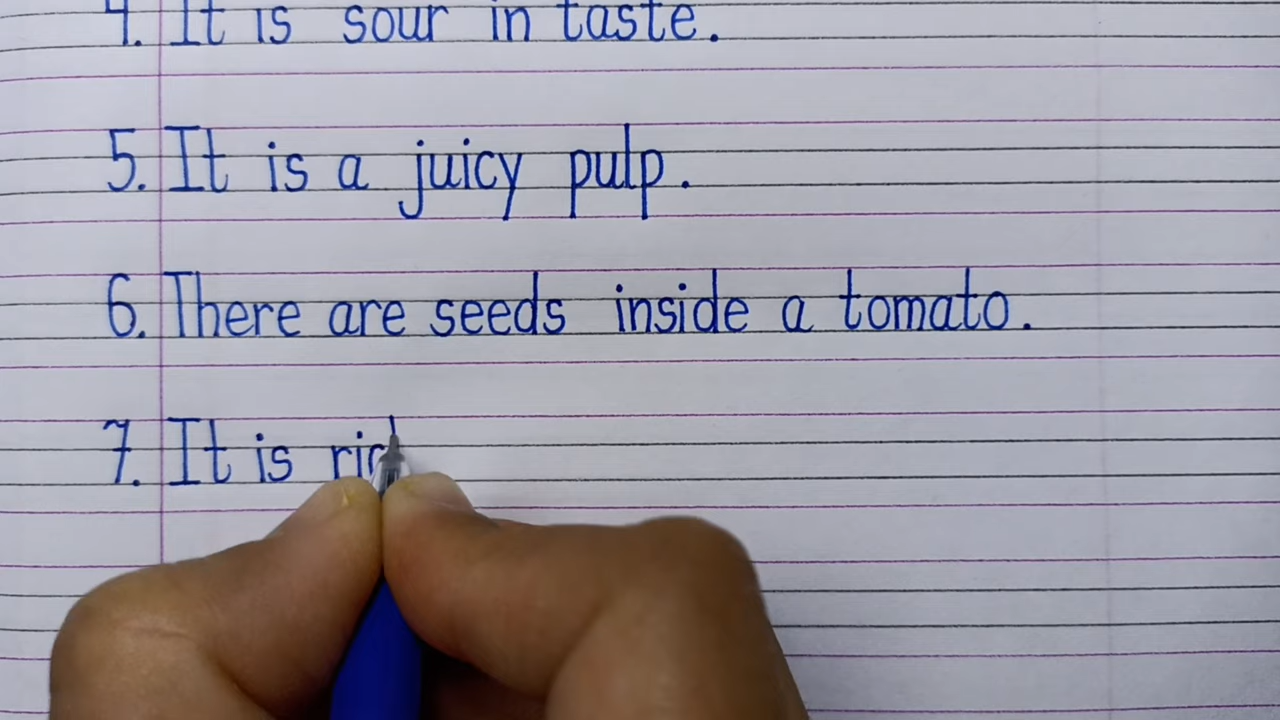 4. It is sour in taste.
5. It is a juicy pulp.
6. There are seeds inside a tomato.
7. It is